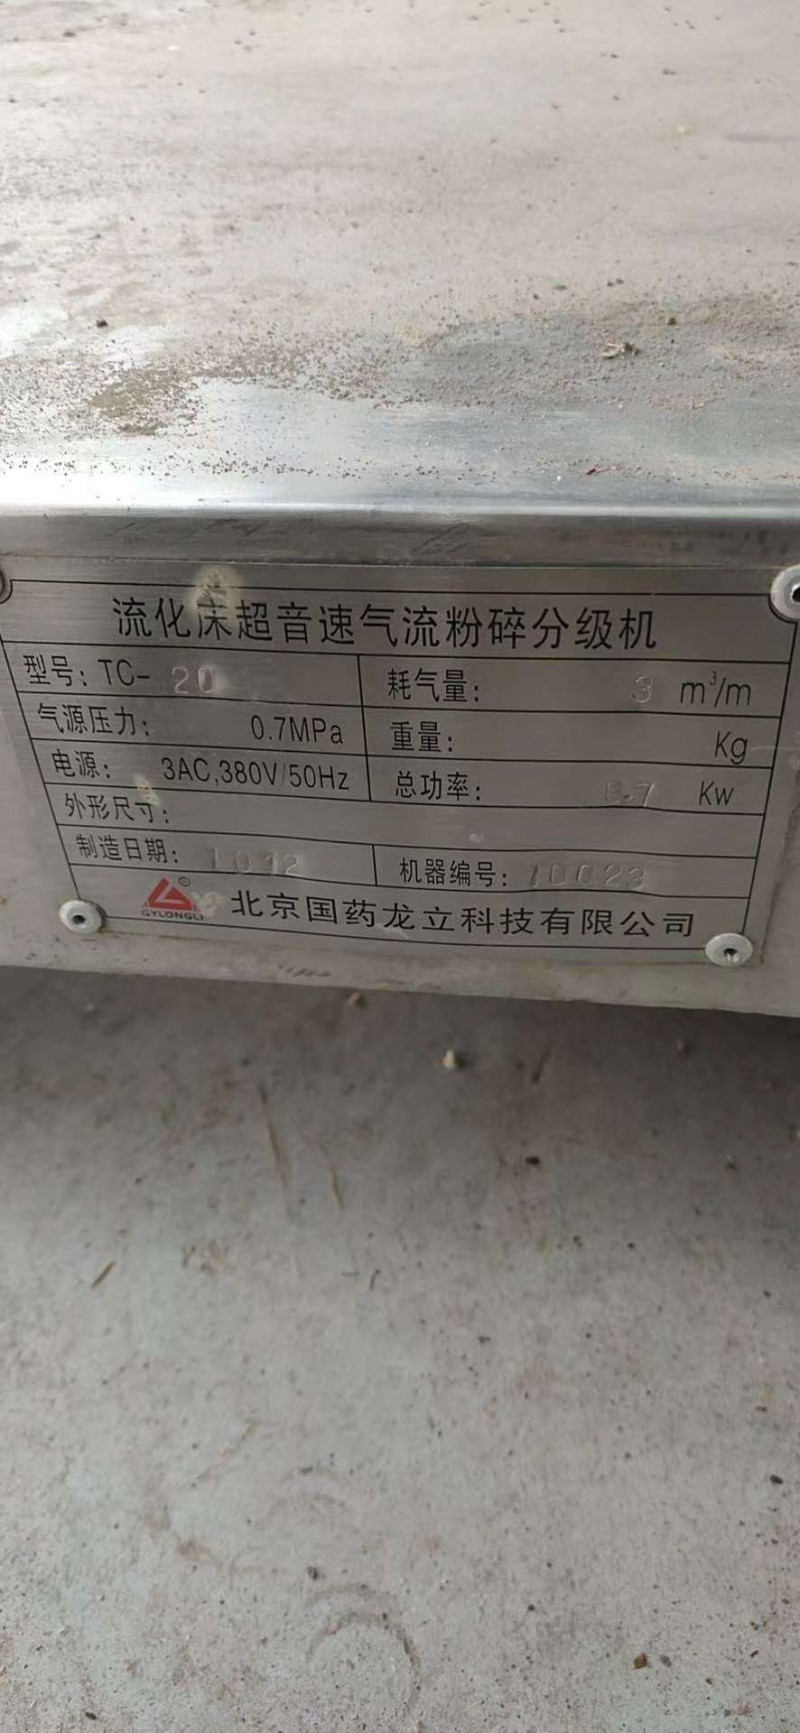 流化床超音速气流粉碎分级机
型号: TC- 20 耗气量: 3 m³/m
气源压力: 0.7MPa 重量: Kg
电源: 3AC,380V/50Hz 总功率: Kw
外形尺寸:
制造日期: 1012 机器编号: 10023
GYLONGLI ® 北京国药龙立科技有限公司